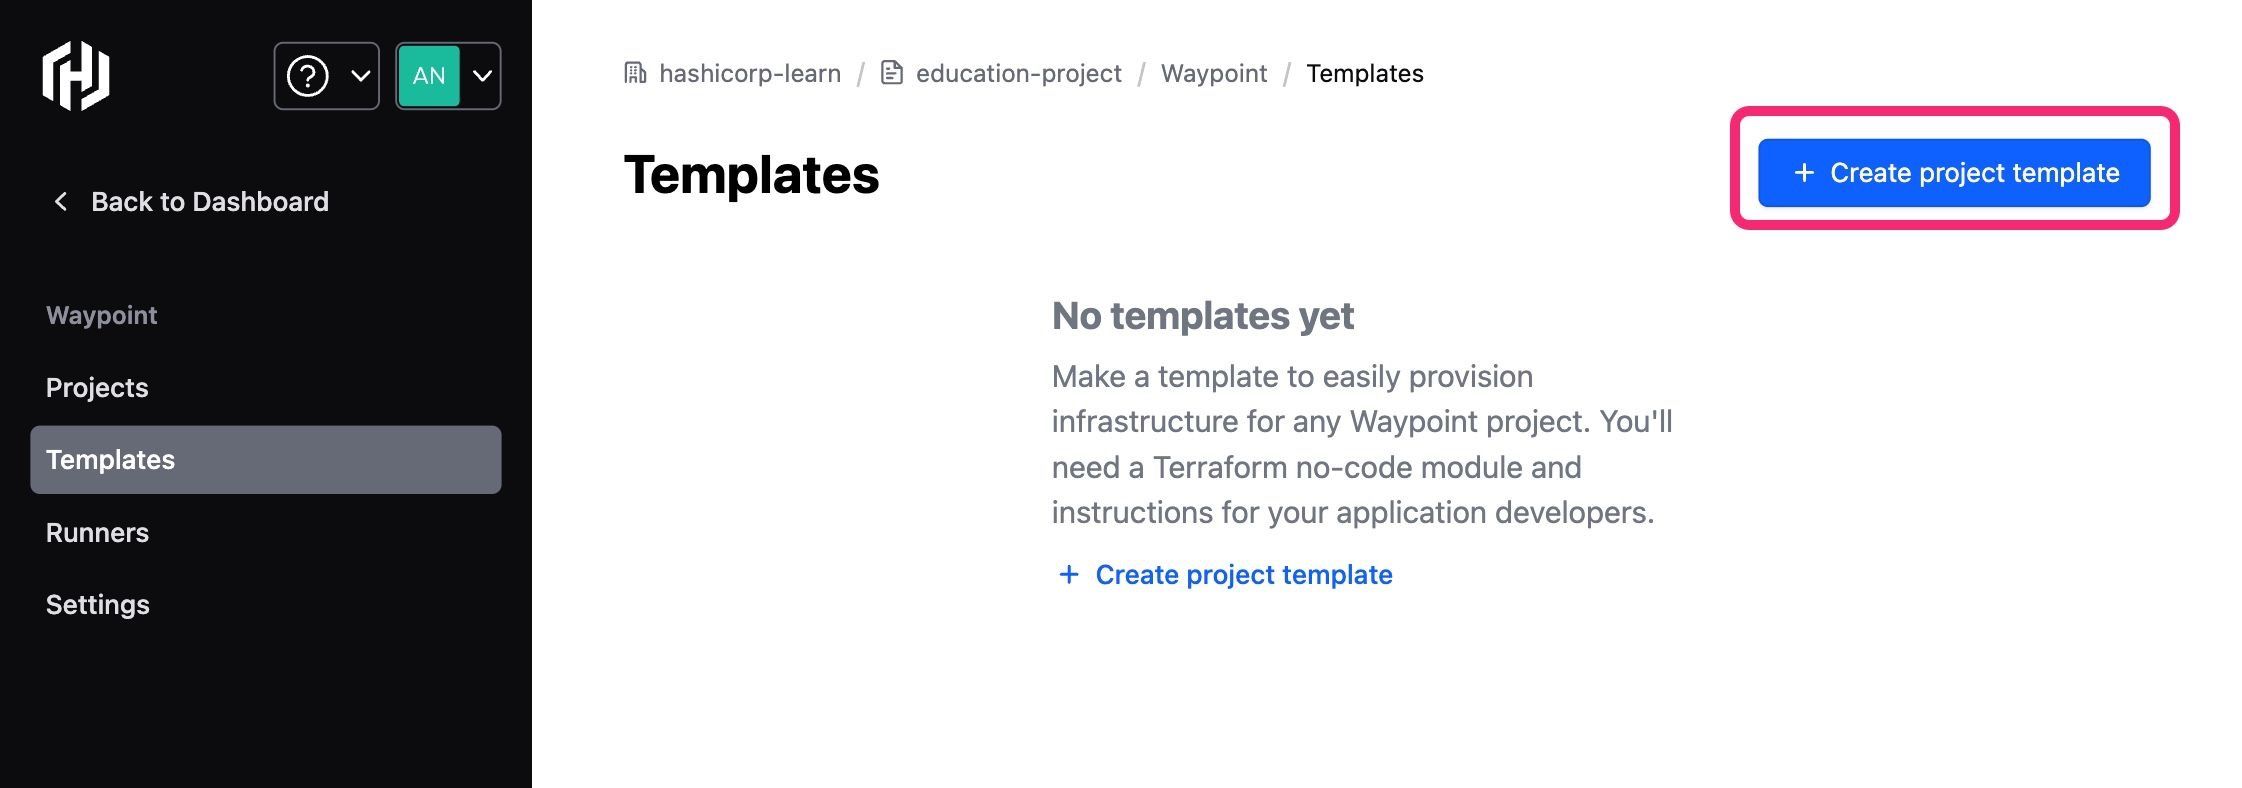 AN
Back to Dashboard
Waypoint
Projects
Templates
Runners
Settings
hashicorp-learn / education-project / Waypoint / Templates
Templates
+ Create project template
No templates yet
Make a template to easily provision
infrastructure for any Waypoint project. You'll
need a Terraform no-code module and
instructions for your application developers.
+ Create project template